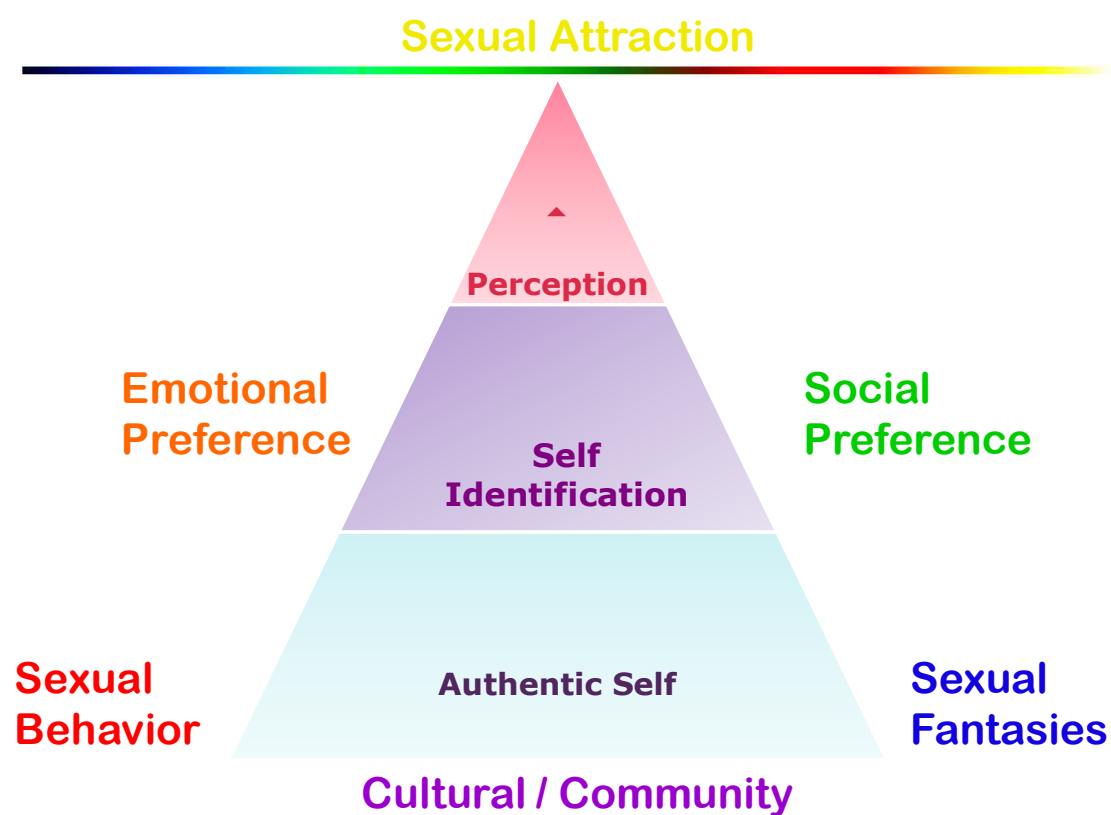 Sexual Attraction
Perception
Emotional
Preference
Social
Preference
Self
Identification
Sexual
Behavior
Authentic Self
Sexual
Fantasies
Cultural / Community